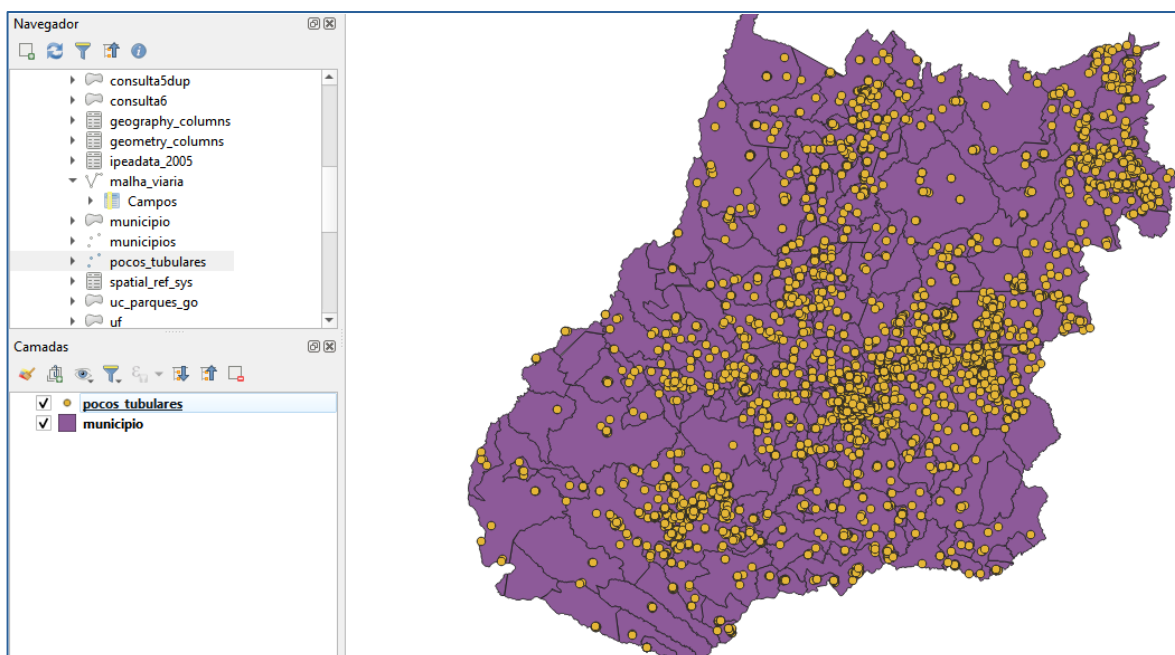 Navegador
consulta5dup
consulta6
geography_columns
geometry_columns
ipeadata_2005
malha_viaria
Campos
municipio
municipios
pocos_tubulares
spatial_ref_sys
uc_parques_go
uf
Camadas
pocos_tubulares
municipio